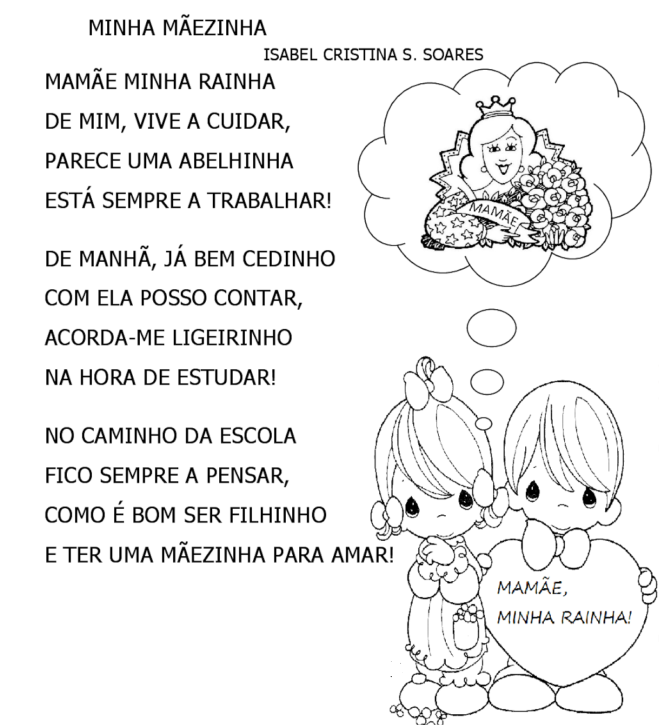 MINHA MÃEZINHA
ISABEL CRISTINA S. SOARES
MAMÃE MINHA RAINHA
DE MIM, VIVE A CUIDAR,
PARECE UMA ABELHINHA
ESTÁ SEMPRE A TRABALHAR!
DE MANHÃ, JÁ BEM CEDINHO
COM ELA POSSO CONTAR,
ACORDA-ME LIGEIRINHO
NA HORA DE ESTUDAR!
NO CAMINHO DA ESCOLA
FICO SEMPRE A PENSAR,
COMO É BOM SER FILHINHO
E TER UMA MÃEZINHA PARA AMAR!
MAMÃE
MAMÃE,
MINHA RAINHA!